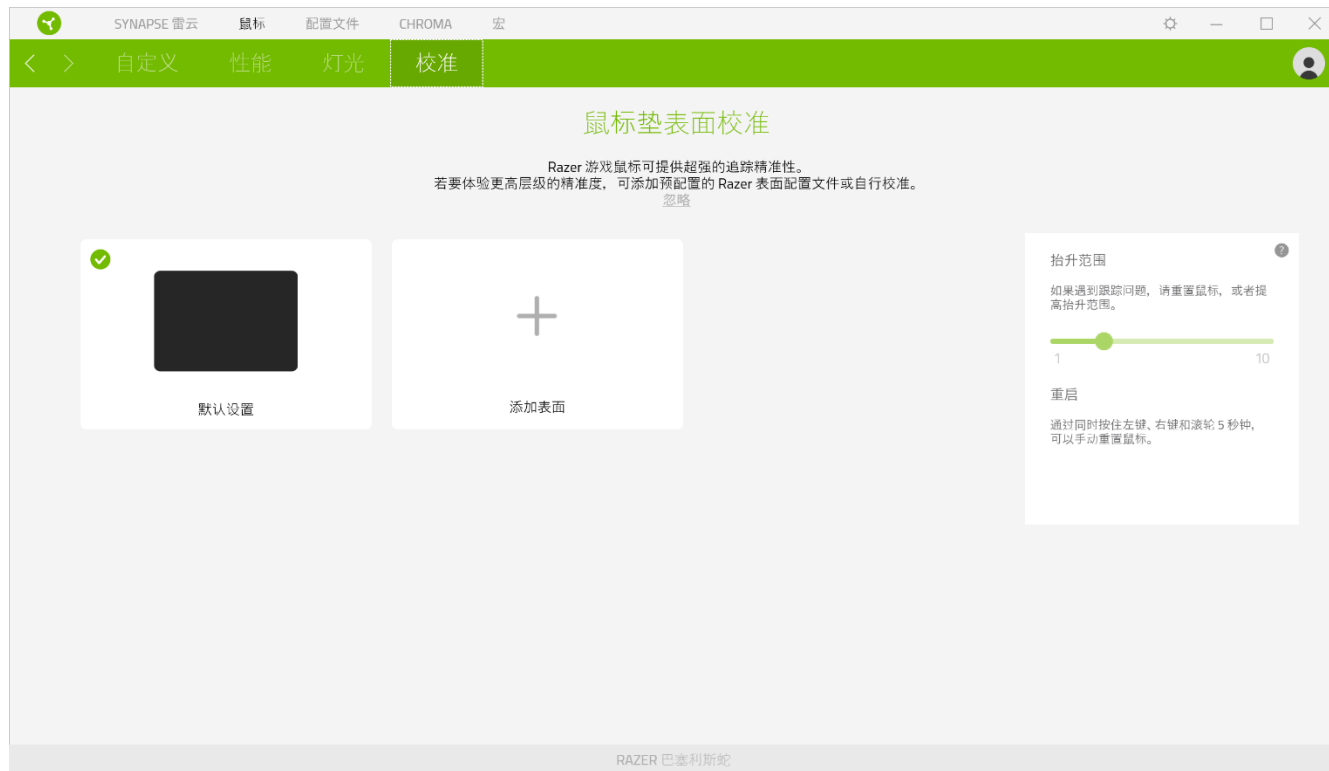 SYNAPSE 雷云 鼠标 配置文件 CHROMA 宏
自定义 性能 灯光 校准
鼠标垫表面校准
Razer 游戏鼠标可提供超强的追踪精准性。
若要体验更高层级的精准度，可添加预配置的 Razer 表面配置文件或自行校准。
忽略
默认设置
添加表面
?
抬升范围
如果遇到跟踪问题，请重置鼠标，或者提
高抬升范围。
1 10
重启
通过同时按住左键、右键和滚轮 5 秒钟，
可以手动重置鼠标。
RAZER 巴塞利斯蛇